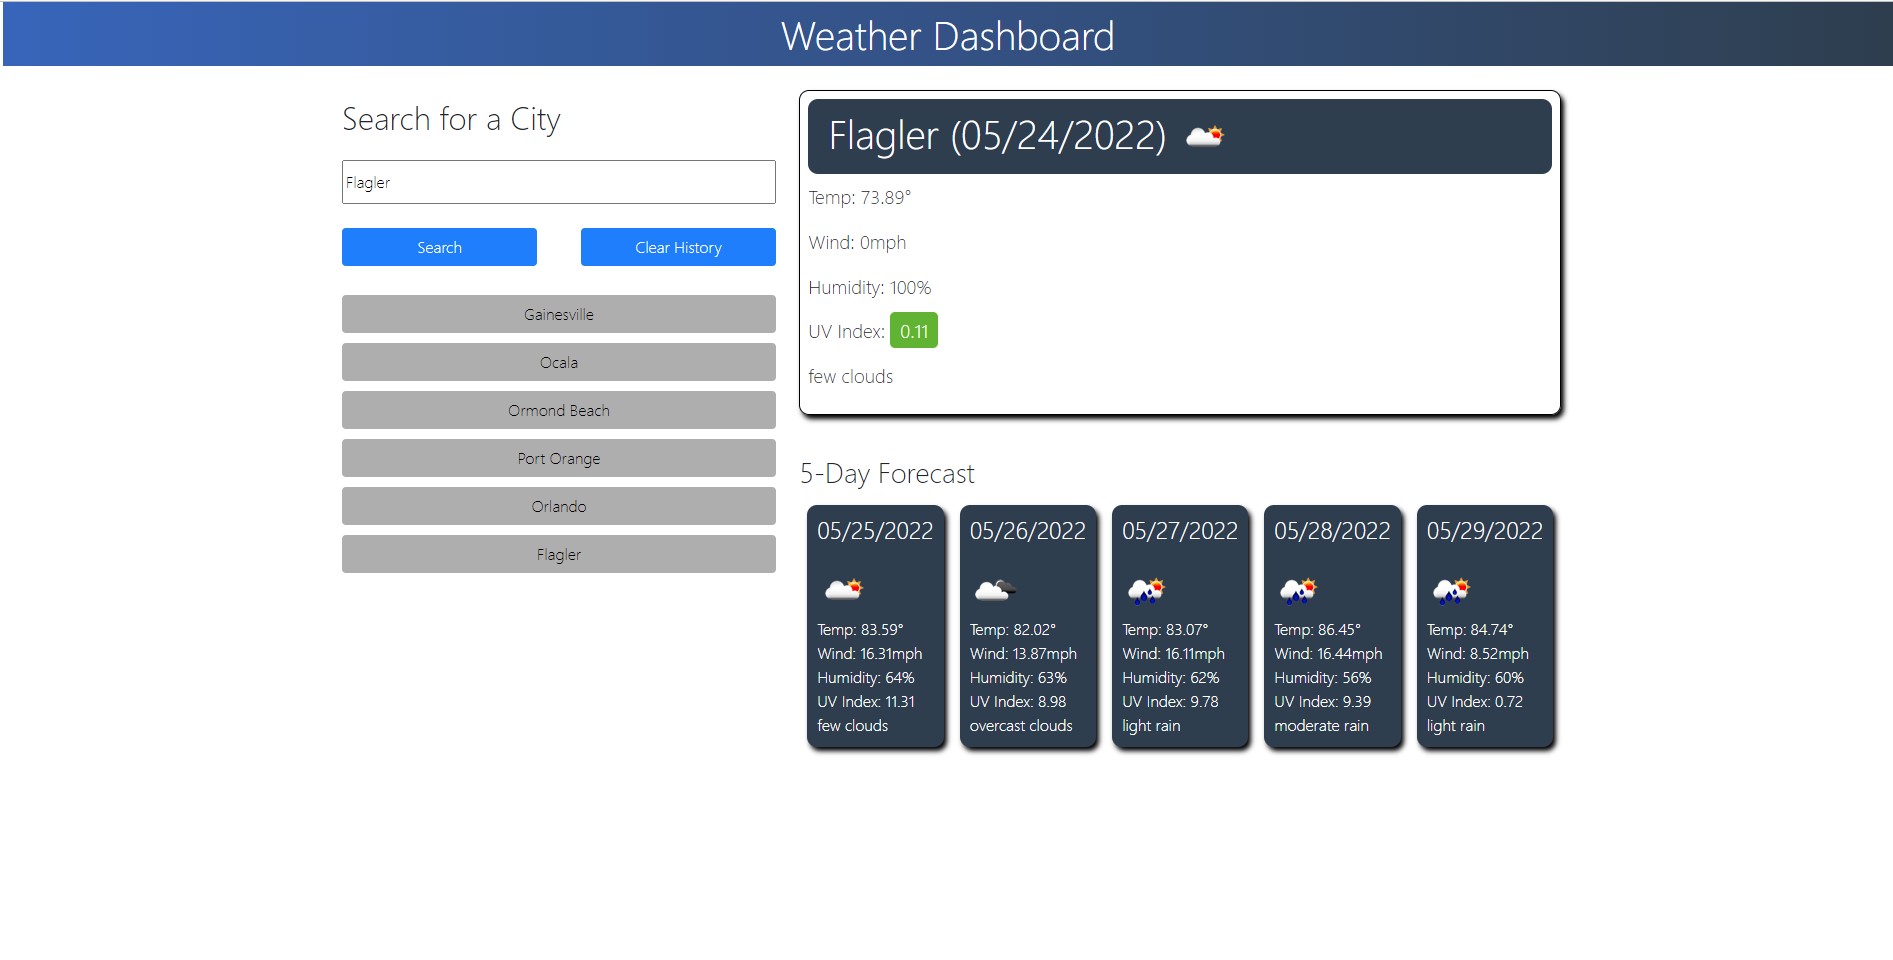 Weather Dashboard
Search for a City
Flagler
Search
Clear History
Gainesville
Ocala
Ormond Beach
Port Orange
Orlando
Flagler
Flagler (05/24/2022)
Temp: 73.89°
Wind: 0mph
Humidity: 100%
UV Index: 0.11
few clouds
5-Day Forecast
05/25/2022
Temp: 83.59°
Wind: 16.31mph
Humidity: 64%
UV Index: 11.31
few clouds
05/26/2022
Temp: 82.02°
Wind: 13.87mph
Humidity: 63%
UV Index: 8.98
overcast clouds
05/27/2022
Temp: 83.07°
Wind: 16.11mph
Humidity: 62%
UV Index: 9.78
light rain
05/28/2022
Temp: 86.45°
Wind: 16.44mph
Humidity: 56%
UV Index: 9.39
moderate rain
05/29/2022
Temp: 84.74°
Wind: 8.52mph
Humidity: 60%
UV Index: 0.72
light rain